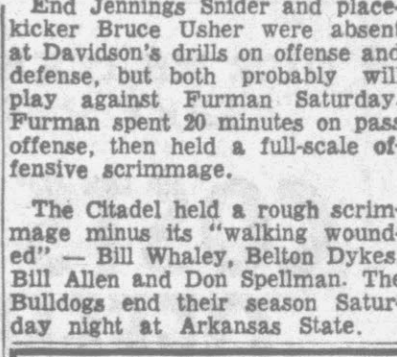 End Jennings Snider and place-
kicker Bruce Usher were absent
at Davidson's drills on offense and
defense, but both probably will
play against Furman Saturday.
Furman spent 20 minutes on pass
offense, then held a full-scale of-
fensive scrimmage.
The Citadel held a rough scrim-
mage minus its "walking wound-
ed" — Bill Whaley, Belton Dykes,
Bill Allen and Don Spellman. The
Bulldogs end their season Satur-
day night at Arkansas State.